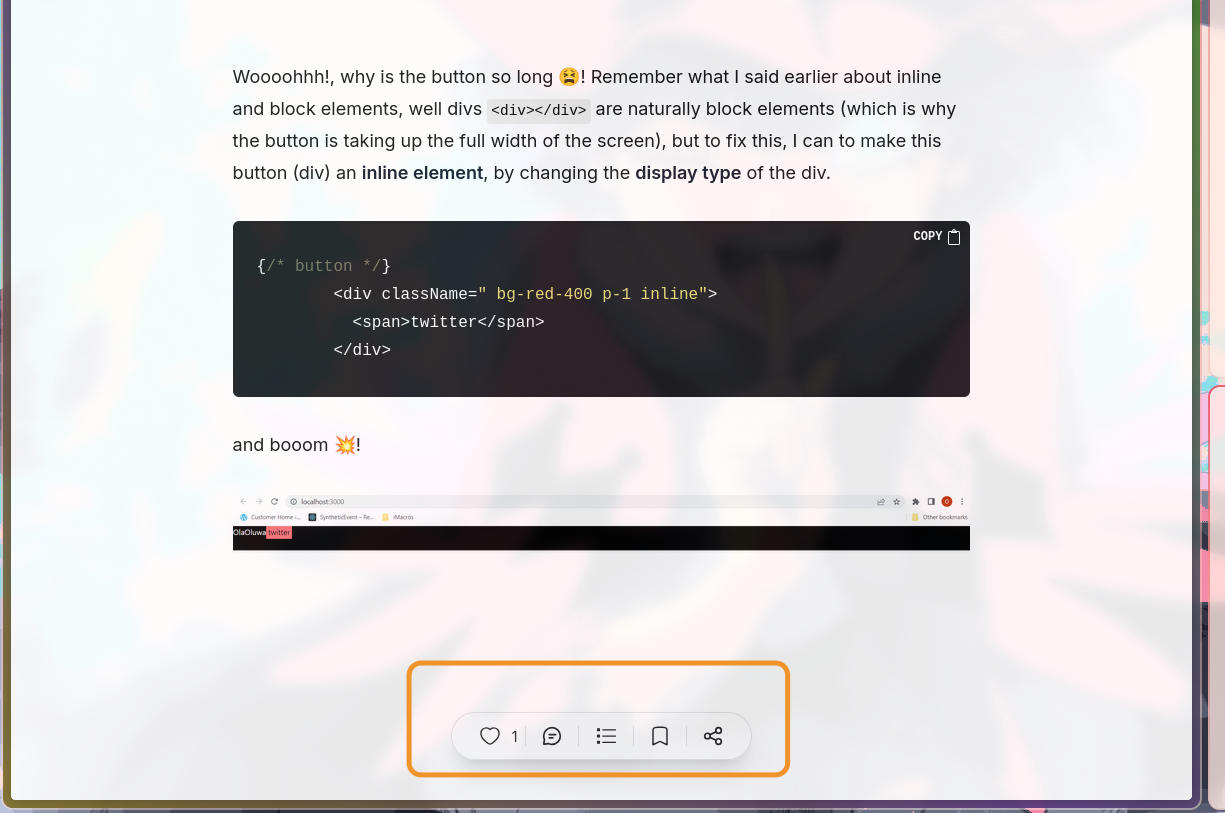 Woooohhh!, why is the button so long 😫! Remember what I said earlier about inline
and block elements, well divs <div></div> are naturally block elements (which is why
the button is taking up the full width of the screen), but to fix this, I can to make this
button (div) an inline element, by changing the display type of the div.
COPY
{/* button */}
<div className=" bg-red-400 p-1 inline">
<span>twitter</span>
</div>
and booom 💥!
localhost:3000
Customer Home -... SyntheticEvent – Re... iMacros Other bookmarks
OlaOluwa twitter
1